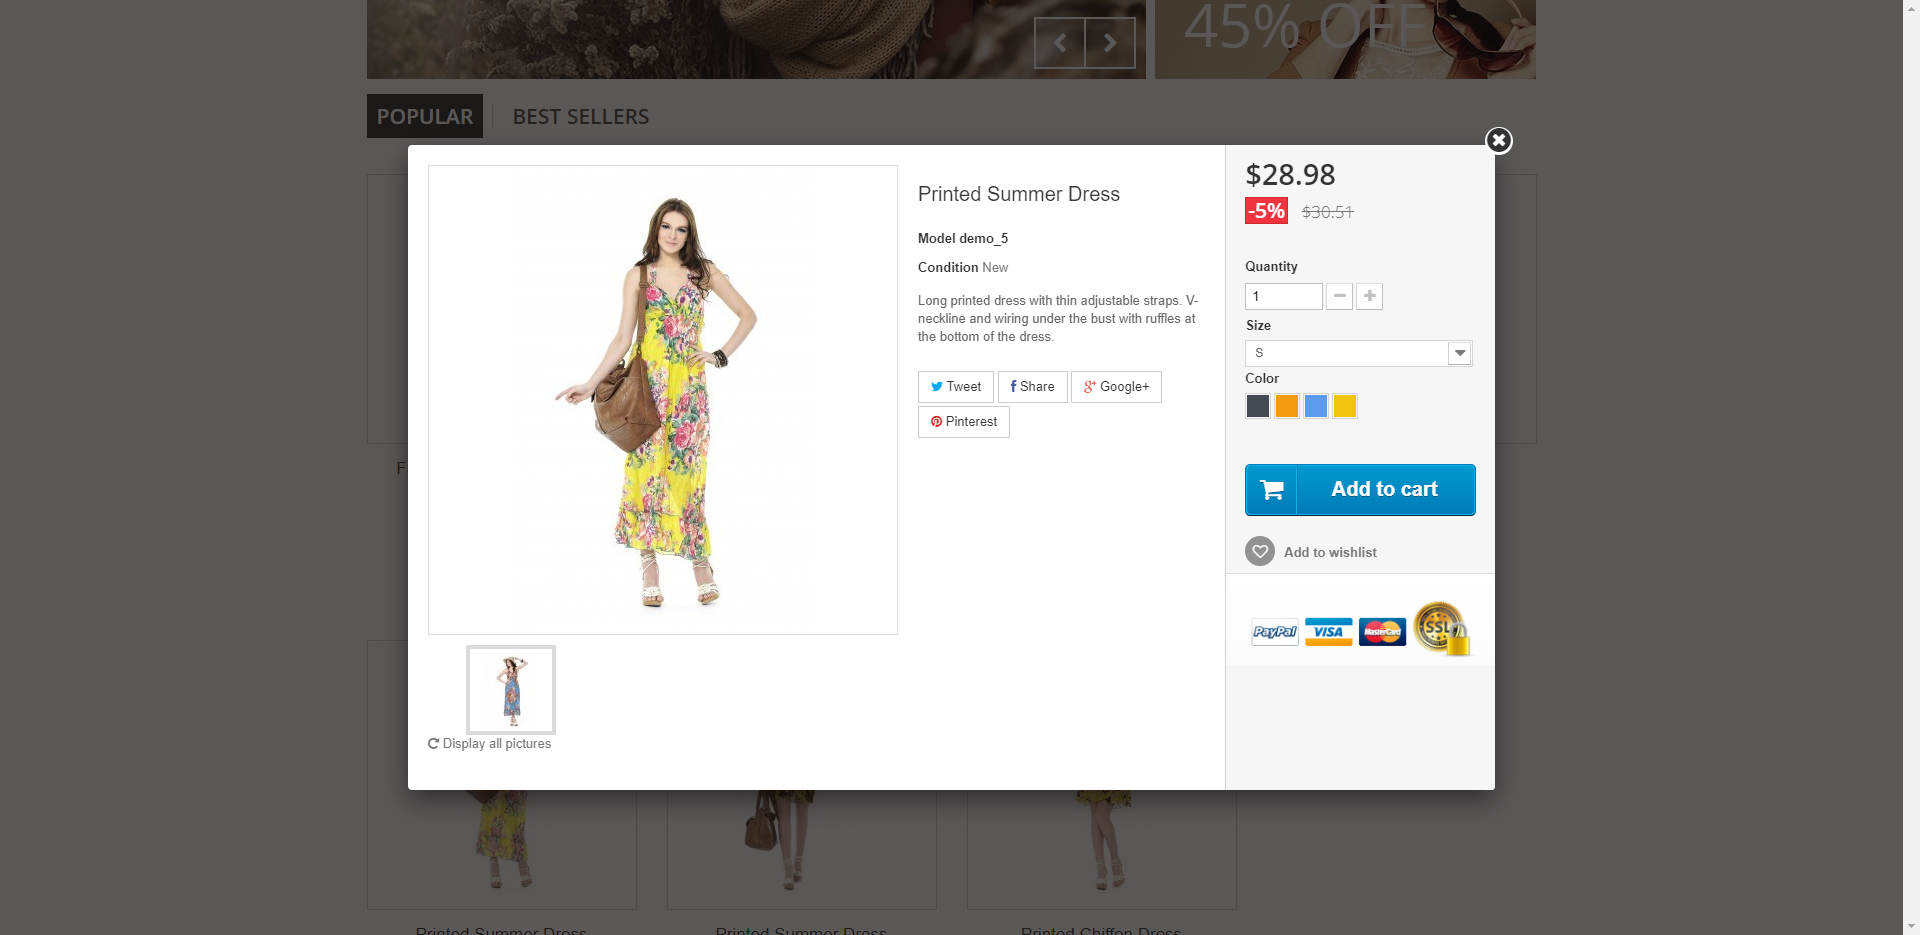 45% OFF
POPULAR
BEST SELLERS
Printed Summer Dress
Model demo_5
Condition New
Long printed dress with thin adjustable straps. V-
neckline and wiring under the bust with ruffles at
the bottom of the dress.
Tweet
Share
Google+
Pinterest
Display all pictures
$28.98
-5% $30.51
Quantity
1
Size
S
Color
Add to cart
Add to wishlist
PayPal VISA MasterCard SSL
F
Printed Summer Dress
Printed Summer Dress
Printed Chiffon Dress